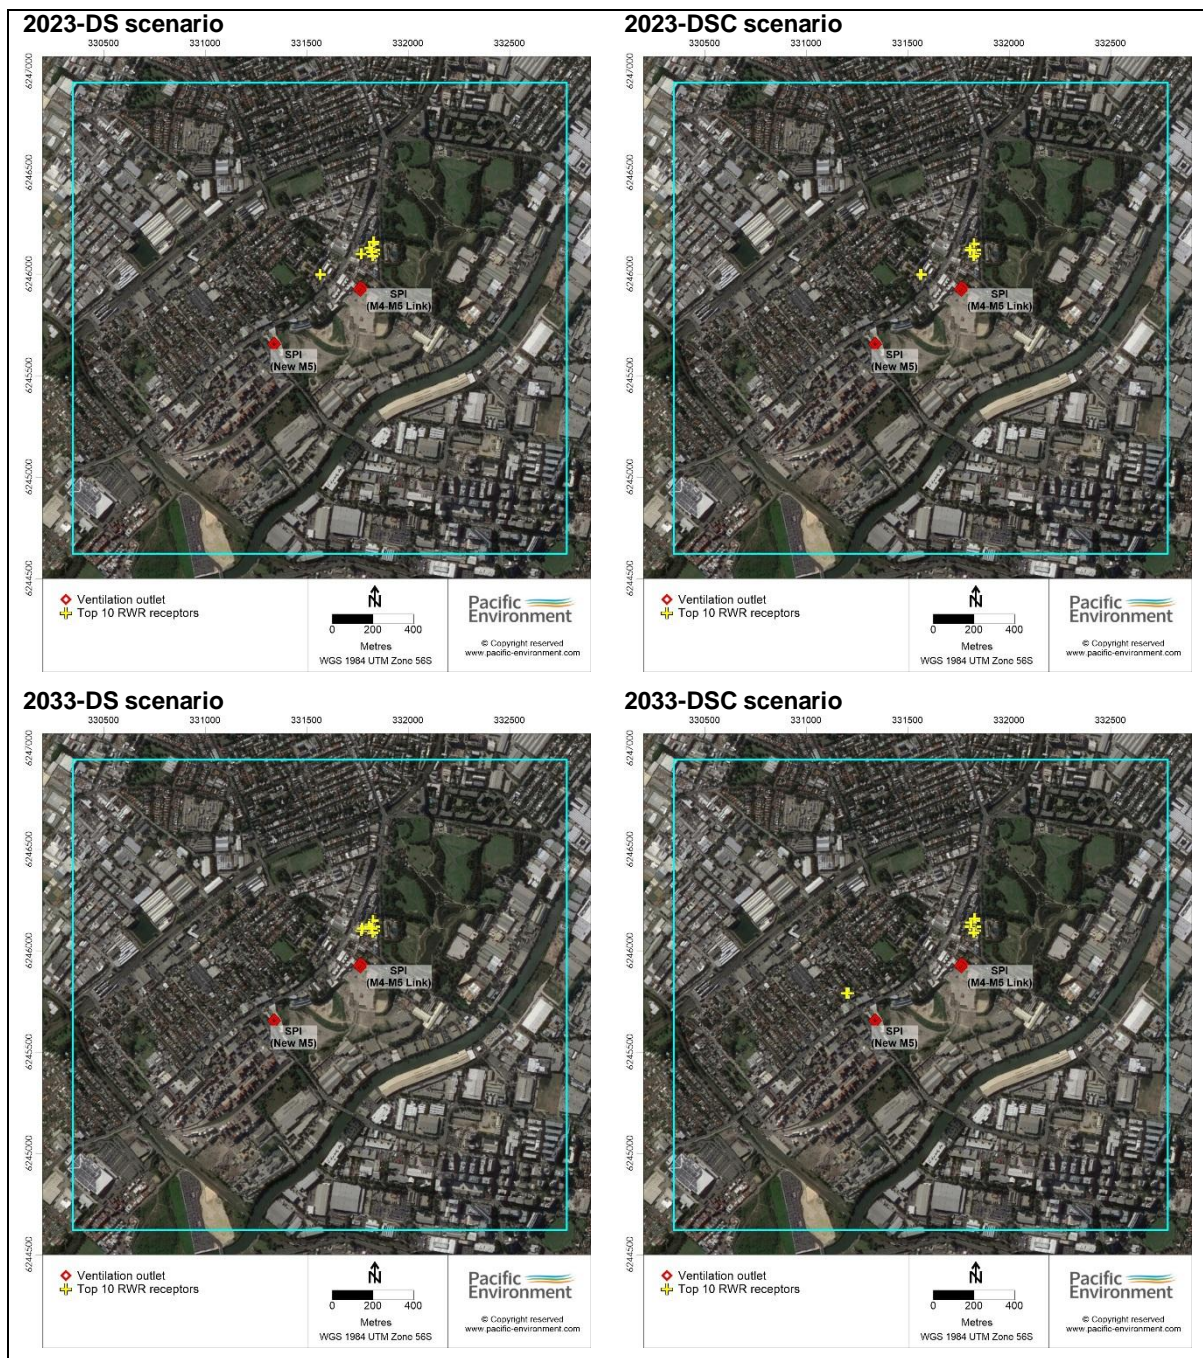 2023-DS scenario
330500 331000 331500 332000 332500
6247000
6246500
6246000
6245500
6245000
6244500
SPI
(M4-M5 Link)
SPI
(New M5)
Ventilation outlet
Top 10 RWR receptors
N
0 200 400
Metres
WGS 1984 UTM Zone 56S
Pacific
Environment
© Copyright reserved
www.pacific-environment.com
2023-DSC scenario
330500 331000 331500 332000 332500
6247000
6246500
6246000
6245500
6245000
6244500
SPI
(M4-M5 Link)
SPI
(New M5)
Ventilation outlet
Top 10 RWR receptors
N
0 200 400
Metres
WGS 1984 UTM Zone 56S
Pacific
Environment
© Copyright reserved
www.pacific-environment.com
2033-DS scenario
330500 331000 331500 332000 332500
6247000
6246500
6246000
6245500
6245000
6244500
SPI
(M4-M5 Link)
SPI
(New M5)
Ventilation outlet
Top 10 RWR receptors
N
0 200 400
Metres
WGS 1984 UTM Zone 56S
Pacific
Environment
© Copyright reserved
www.pacific-environment.com
2033-DSC scenario
330500 331000 331500 332000 332500
6247000
6246500
6246000
6245500
6245000
6244500
SPI
(M4-M5 Link)
SPI
(New M5)
Ventilation outlet
Top 10 RWR receptors
N
0 200 400
Metres
WGS 1984 UTM Zone 56S
Pacific
Environment
© Copyright reserved
www.pacific-environment.com